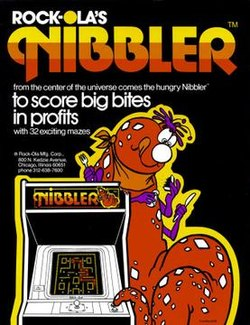 ROCK-OLA'S
NIBBLER™
from the center of the universe comes the hungry Nibbler™
to score big bites
in profits
with 32 exciting mazes
Rock-Ola Mfg. Corp.,
800 N. Kedzie Avenue,
Chicago, Illinois 60651
phone 312-638-7600
NIBBLER